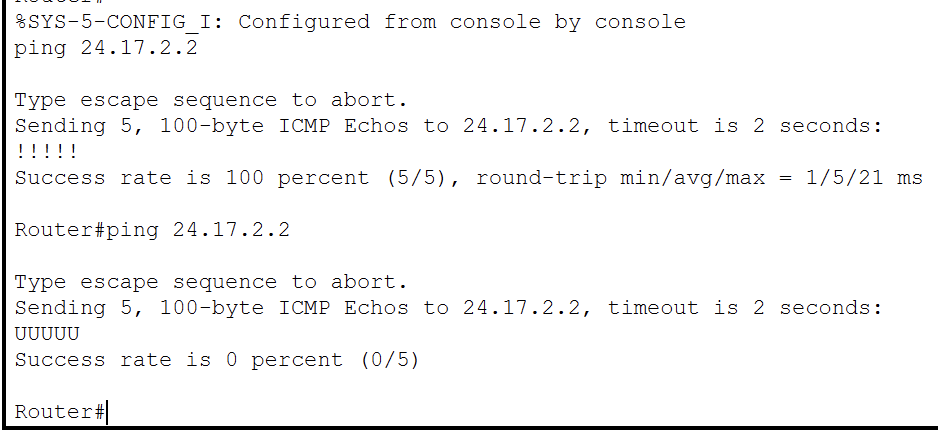 Router#
%SYS-5-CONFIG_I: Configured from console by console
ping 24.17.2.2
Type escape sequence to abort.
Sending 5, 100-byte ICMP Echos to 24.17.2.2, timeout is 2 seconds:
!!!!!
Success rate is 100 percent (5/5), round-trip min/avg/max = 1/5/21 ms
Router#ping 24.17.2.2
Type escape sequence to abort.
Sending 5, 100-byte ICMP Echos to 24.17.2.2, timeout is 2 seconds:
UUUUU
Success rate is 0 percent (0/5)
Router#